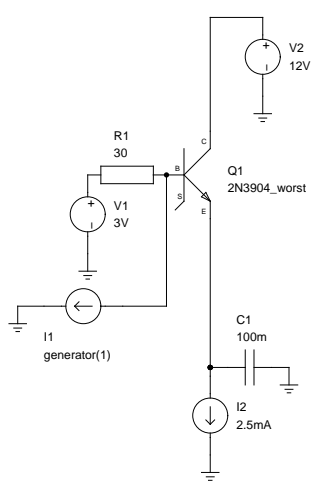 V2
12V
C
R1
30
B
Q1
2N3904_worst
S
E
+
V1
3V
C1
100m
I1
generator(1)
I2
2.5mA